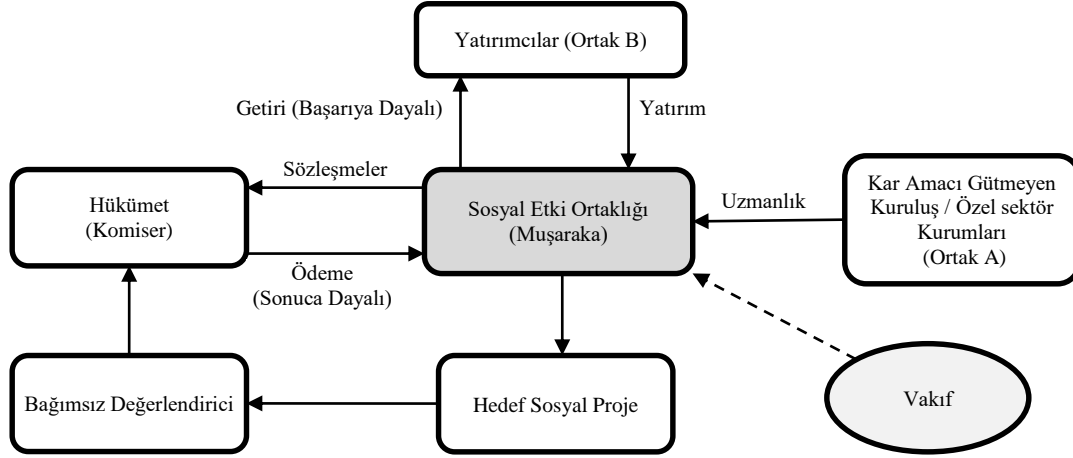 Yatırımcılar (Ortak B)
Getiri (Başarıya Dayalı)
Yatırım
Sözleşmeler
Hükümet
(Komiser)
Sosyal Etki Ortaklığı
(Muşaraka)
Uzmanlık
Kar Amacı Gütmeyen
Kuruluş / Özel sektör
Kurumları
(Ortak A)
Ödeme
(Sonuca Dayalı)
Bağımsız Değerlendirici
Hedef Sosyal Proje
Vakıf